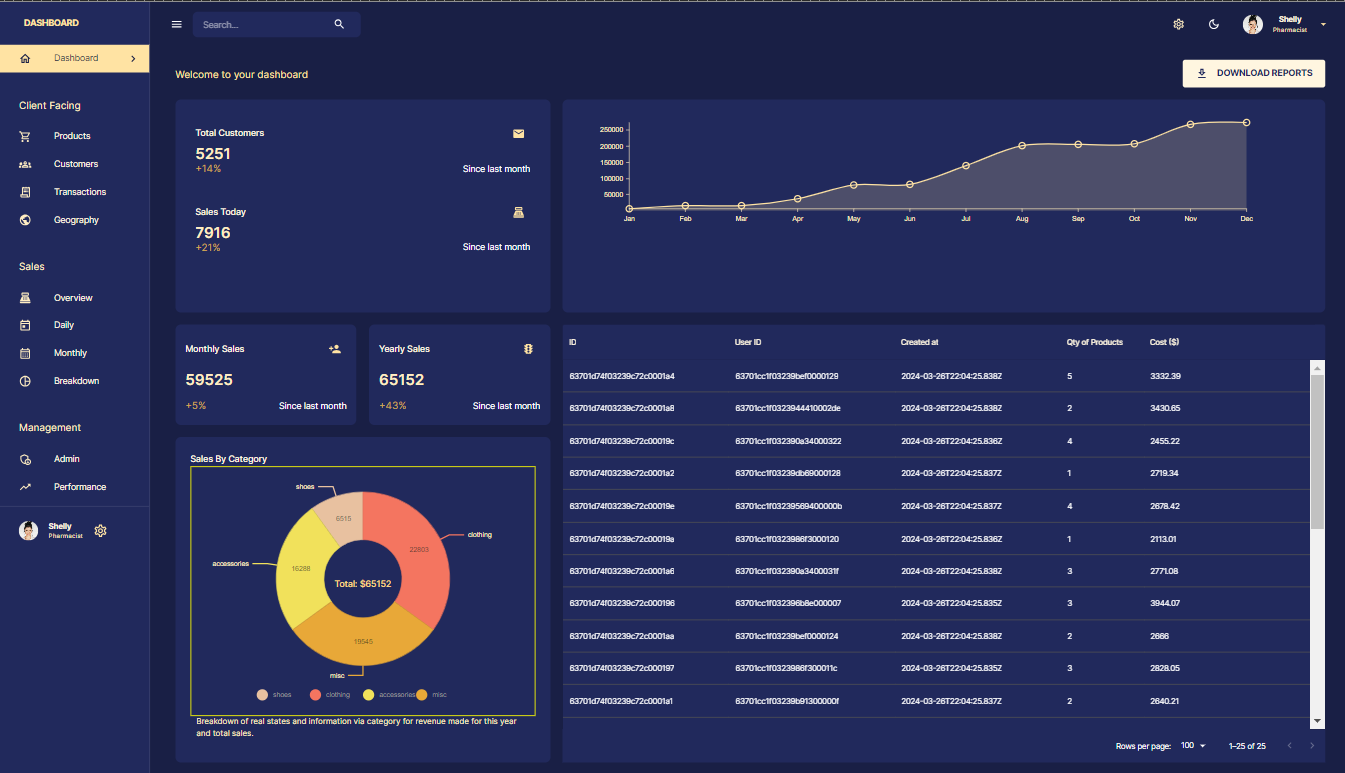 DASHBOARD
Dashboard
Client Facing
Products
Customers
Transactions
Geography
Sales
Overview
Daily
Monthly
Breakdown
Management
Admin
Performance
Shelly
Pharmacist
Search...
Shelly
Pharmacist
Welcome to your dashboard
DOWNLOAD REPORTS
Total Customers
5251
+14% Since last month
Sales Today
7916
+21% Since last month
250000
200000
150000
100000
50000
Jan Feb Mar Apr May Jun Jul Aug Sep Oct Nov Dec
Monthly Sales
59525
+5% Since last month
Yearly Sales
65152
+43% Since last month
Sales By Category
shoes
6515
clothing
22803
accessories
16288
Total: $65152
19545
misc
shoes clothing accessories misc
Breakdown of real states and information via category for revenue made for this year
and total sales.
ID User ID Created at Qty of Products Cost ($)
63701d74f03239c72c0001a4 63701cc1f03239bef0000129 2024-03-26T22:04:25.838Z 5 3332.39
63701d74f03239c72c0001a8 63701cc1f0323944410002de 2024-03-26T22:04:25.838Z 2 3430.65
63701d74f03239c72c00019c 63701cc1f032390a34000322 2024-03-26T22:04:25.836Z 4 2455.22
63701d74f03239c72c0001a2 63701cc1f03239db69000128 2024-03-26T22:04:25.837Z 1 2719.34
63701d74f03239c72c00019e 63701cc1f0323959400000b 2024-03-26T22:04:25.837Z 4 2678.42
63701d74f03239c72c00019a 63701cc1f0323986f3000120 2024-03-26T22:04:25.836Z 1 2113.01
63701d74f03239c72c0001a6 63701cc1f032390a3400031f 2024-03-26T22:04:25.838Z 3 2771.08
63701d74f03239c72c000196 63701cc1f032396b8e000007 2024-03-26T22:04:25.835Z 3 3944.07
63701d74f03239c72c0001aa 63701cc1f03239bef0000124 2024-03-26T22:04:25.838Z 2 2666
63701d74f03239c72c000197 63701cc1f0323986f300011c 2024-03-26T22:04:25.835Z 3 2828.05
63701d74f03239c72c0001a1 63701cc1f03239b91300000f 2024-03-26T22:04:25.837Z 2 2640.21
Rows per page: 100 1–25 of 25